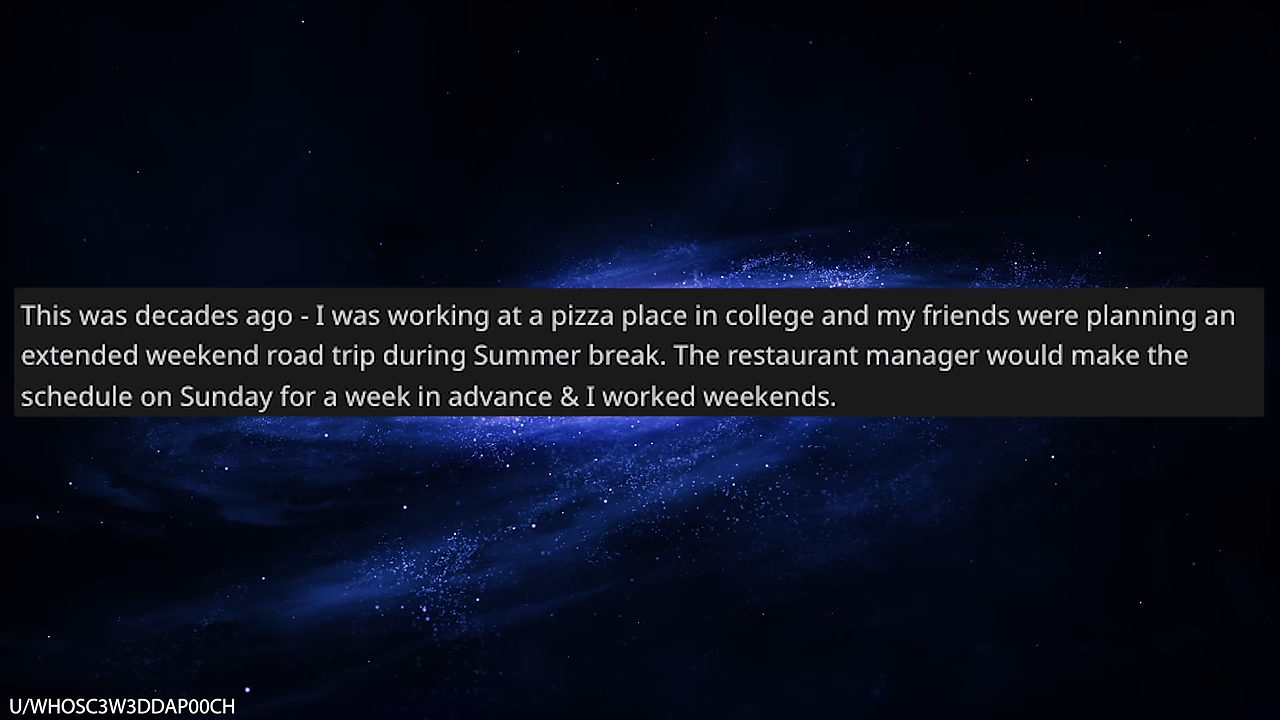 This was decades ago - I was working at a pizza place in college and my friends were planning an
extended weekend road trip during Summer break. The restaurant manager would make the
schedule on Sunday for a week in advance & I worked weekends.
U/WHOSC3W3DDAP00CH